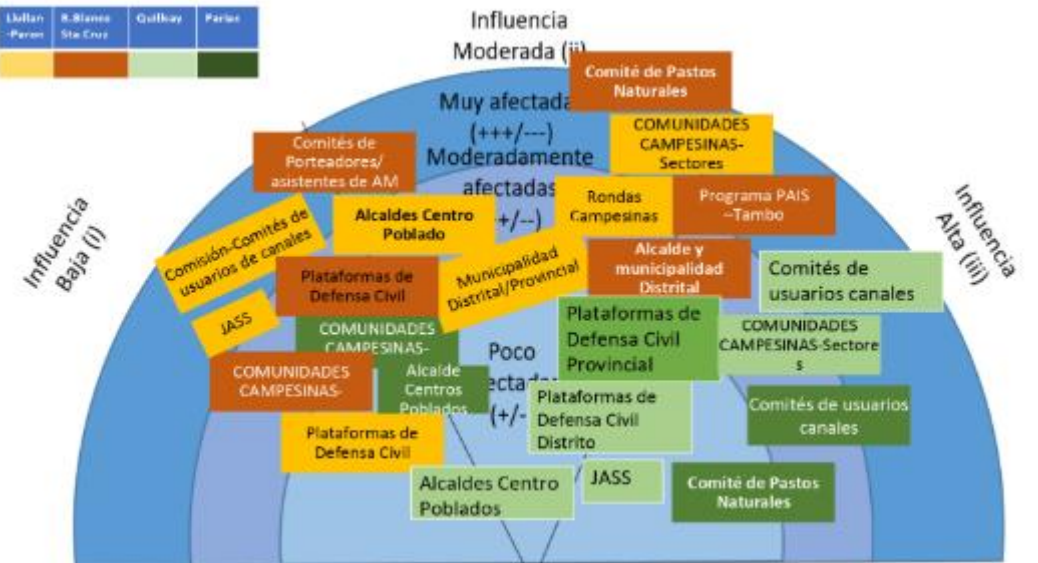 Llullan
-Paron
R.Blanco
Sta Cruz
Quillcay
Parias
Influencia
Moderada (ii)
Muy afectada
(+++/---)
Moderadamente
afectadas
+/--)
Poco
ectada
(+/-
Influencia
Baja (i)
Influencia
Alta (iii)
Comité de Pastos
Naturales
COMUNIDADES
CAMPESINAS-
Sectores
Comités de
Porteadores/
asistentes de AM
Rondas
Campesinas
Programa PAIS
–Tambo
Alcaldes Centro
Poblado
Comisión-Comités de
usuarios de canales
Plataformas de
Defensa Civil
Municipalidad
Distrital/Provincial
Alcalde y
municipalidad
Distrital
Comités de
usuarios canales
JASS
COMUNIDADES
CAMPESINAS-
Plataformas de
Defensa Civil
Provincial
COMUNIDADES
CAMPESINAS-Sectore
s
COMUNIDADES
CAMPESINAS-
Alcalde
Centros
Poblados
Plataformas de
Defensa Civil
Distrito
Comités de usuarios
canales
Plataformas de
Defensa Civil
Alcaldes Centro
Poblados
JASS
Comité de Pastos
Naturales